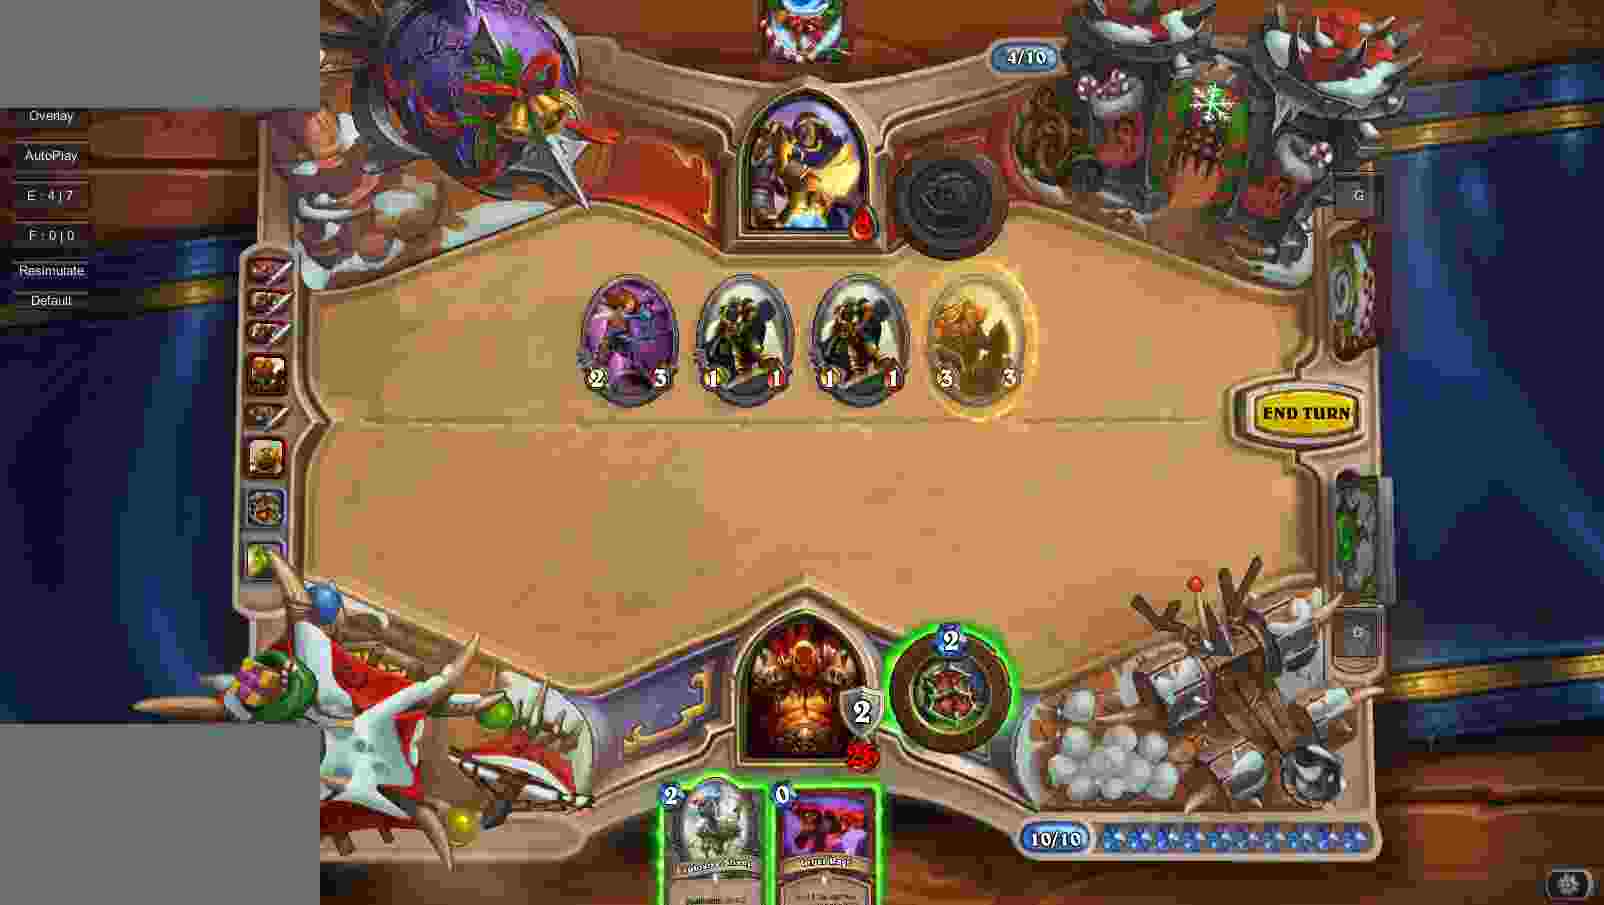 4/10
Overlay
AutoPlay
E : 4 | 7
G
F : 0 | 0
Resimulate
Default
2 3 1 1 1 1 3 3
END TURN
2
G
2
2 0
10/10